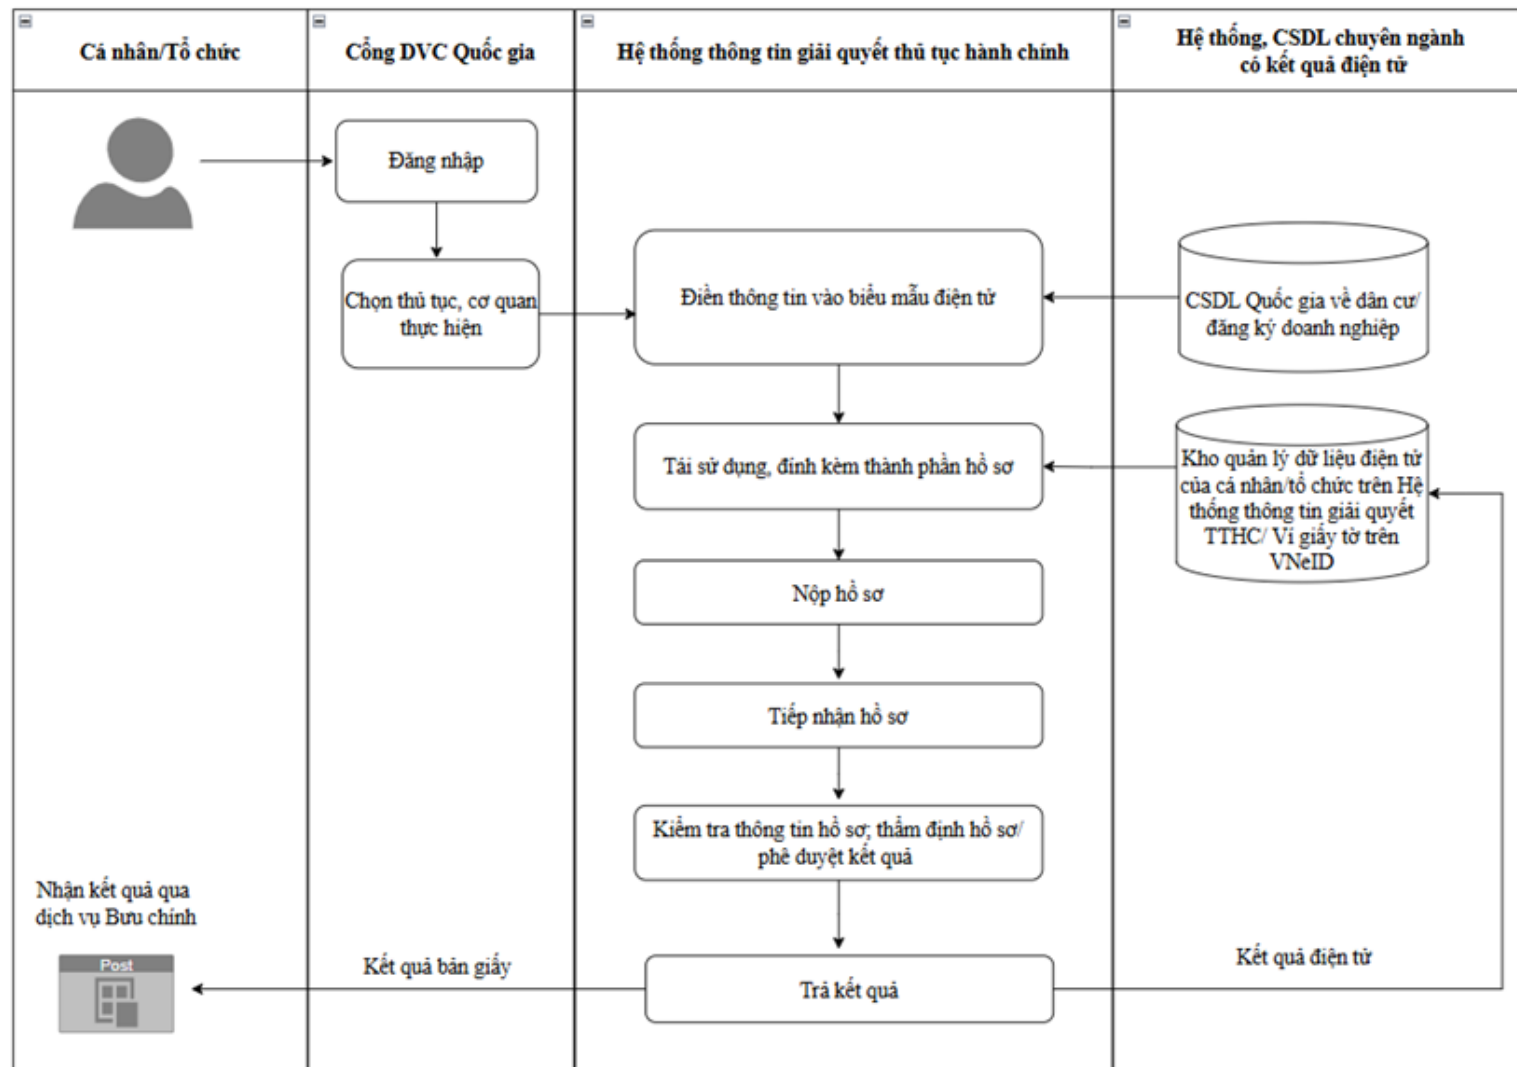 Cá nhân/Tổ chức
Cổng DVC Quốc gia
Hệ thống thông tin giải quyết thủ tục hành chính
Hệ thống, CSDL chuyên ngành
có kết quả điện tử
Đăng nhập
Chọn thủ tục, cơ quan
thực hiện
Điền thông tin vào biểu mẫu điện tử
CSDL Quốc gia về dân cư/
đăng ký doanh nghiệp
Tái sử dụng, đính kèm thành phần hồ sơ
Kho quản lý dữ liệu điện tử
của cá nhân/tổ chức trên Hệ
thống thông tin giải quyết
TTHC/ Ví giấy tờ trên
VNeID
Nộp hồ sơ
Tiếp nhận hồ sơ
Kiểm tra thông tin hồ sơ; thẩm định hồ sơ/
phê duyệt kết quả
Nhận kết quả qua
dịch vụ Bưu chính
Post
Kết quả bản giấy
Trả kết quả
Kết quả điện tử